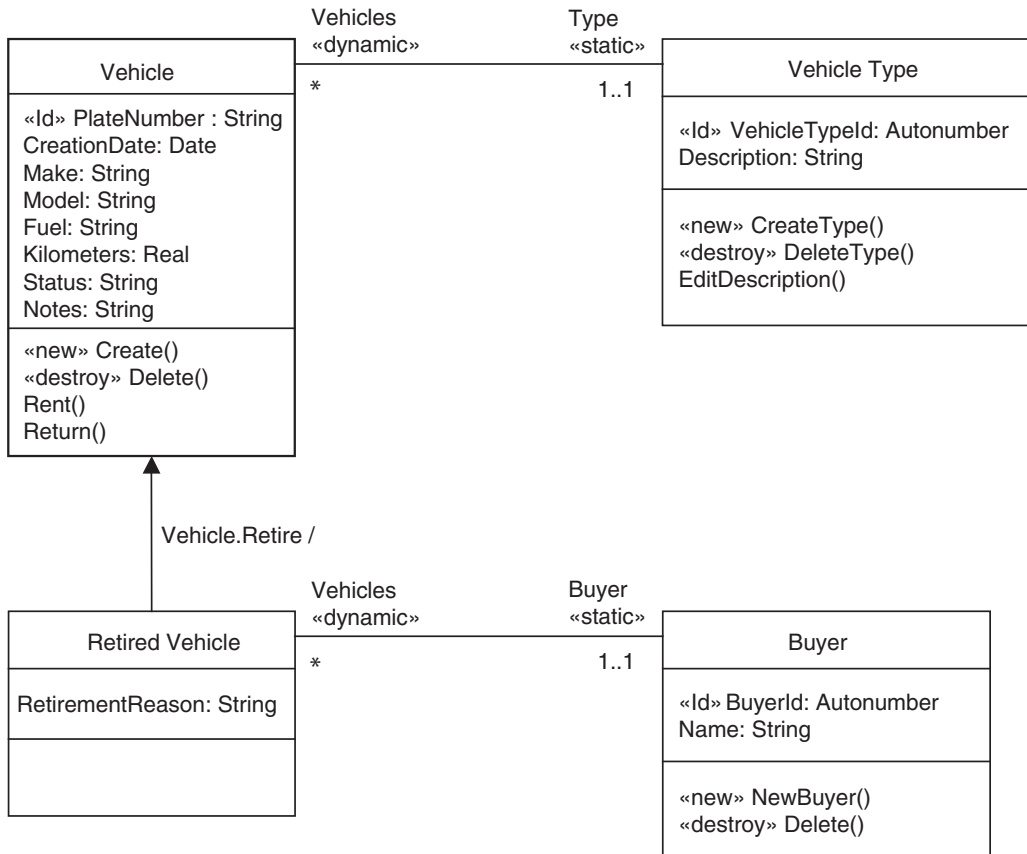 Vehicles
«dynamic»
Type
«static»
*
1..1
Vehicle
«Id» PlateNumber : String
CreationDate: Date
Make: String
Model: String
Fuel: String
Kilometers: Real
Status: String
Notes: String
«new» Create()
«destroy» Delete()
Rent()
Return()
Vehicle Type
«Id» VehicleTypeId: Autonumber
Description: String
«new» CreateType()
«destroy» DeleteType()
EditDescription()
Vehicle.Retire /
Vehicles
«dynamic»
Buyer
«static»
*
1..1
Retired Vehicle
RetirementReason: String
Buyer
«Id» BuyerId: Autonumber
Name: String
«new» NewBuyer()
«destroy» Delete()